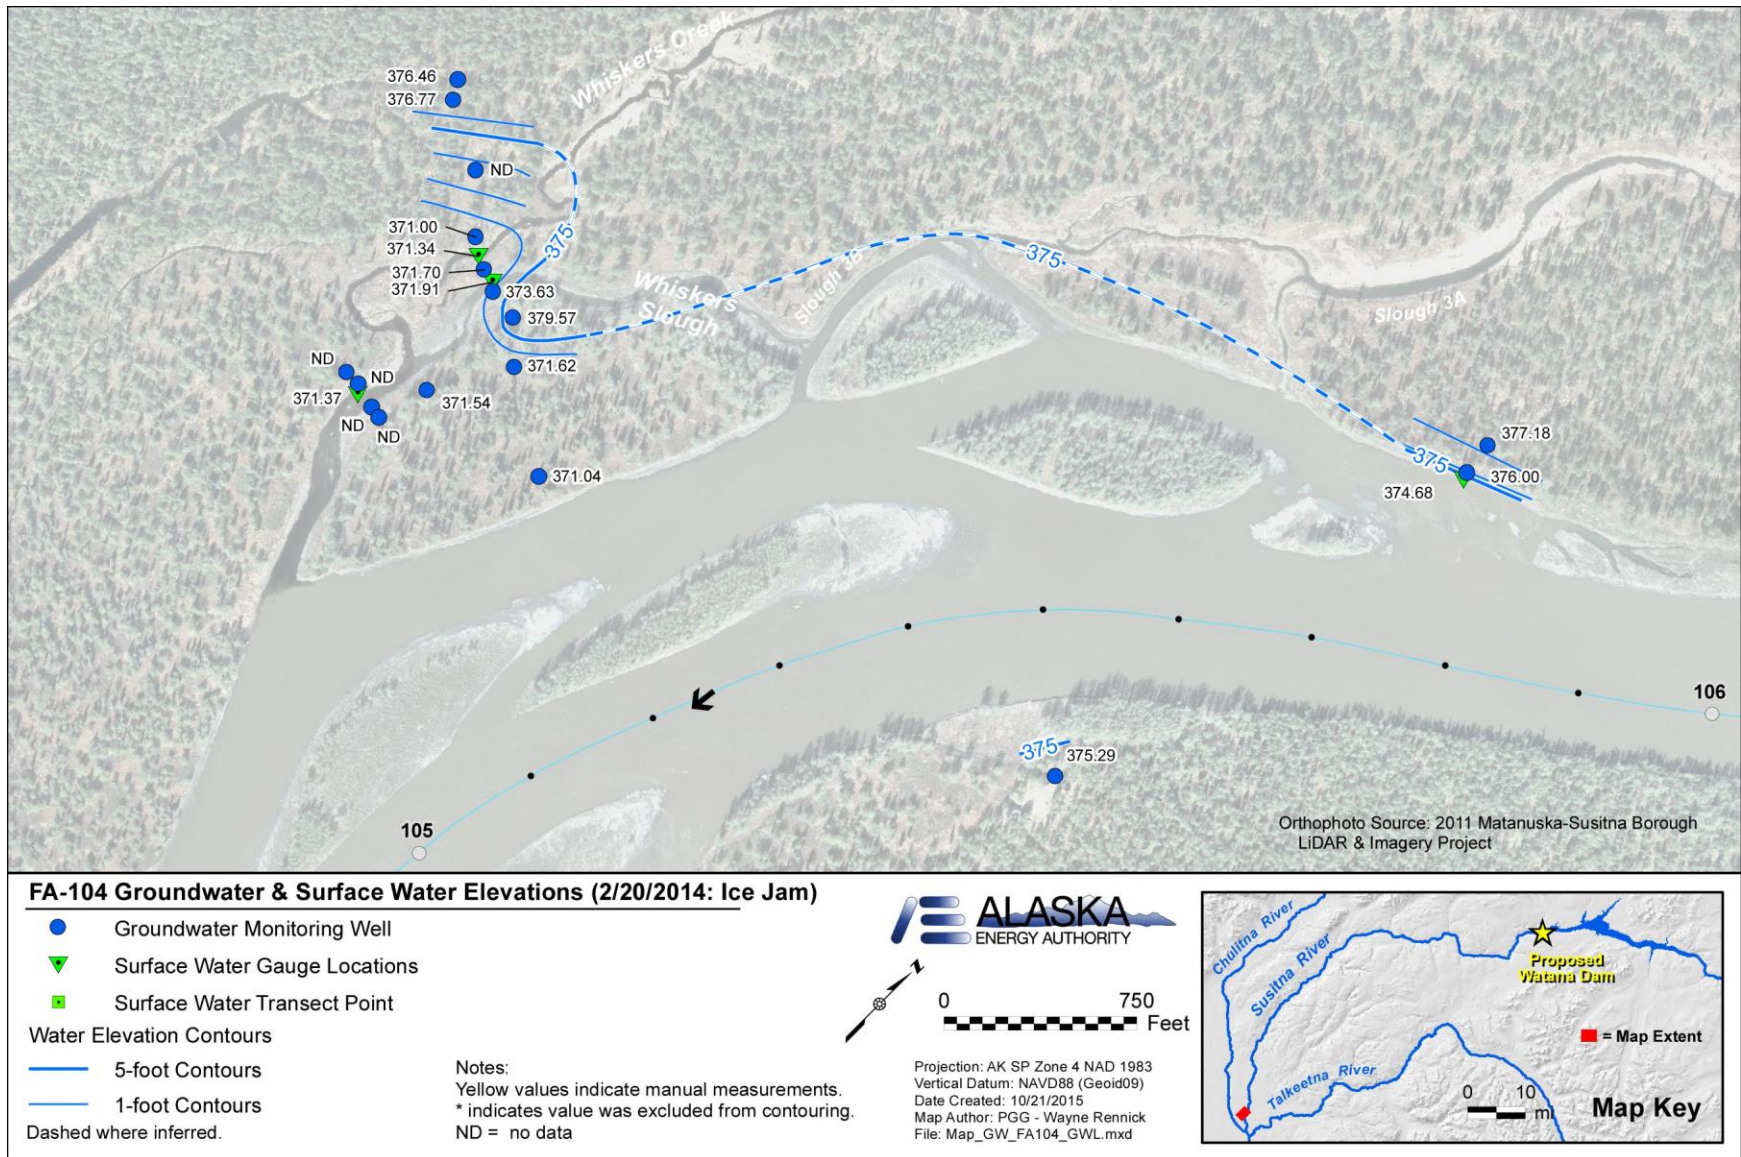 Whiskers Creek
376.46
376.77
ND
371.00
371.34
371.70
371.91
373.63
379.57
375
375
Whiskers
Slough
Slough 3B
Slough 3A
371.62
ND
ND
371.37
371.54
ND
ND
371.04
377.18
375
376.00
374.68
106
375
375.29
105
Orthophoto Source: 2011 Matanuska-Susitna Borough
LiDAR & Imagery Project
FA-104 Groundwater & Surface Water Elevations (2/20/2014: Ice Jam)
Groundwater Monitoring Well
Surface Water Gauge Locations
Surface Water Transect Point
Water Elevation Contours
5-foot Contours
1-foot Contours
Dashed where inferred.
Notes:
Yellow values indicate manual measurements.
* indicates value was excluded from contouring.
ND = no data
ALASKA
ENERGY AUTHORITY
N
0 750
Feet
Projection: AK SP Zone 4 NAD 1983
Vertical Datum: NAVD88 (Geoid09)
Date Created: 10/21/2015
Map Author: PGG - Wayne Rennick
File: Map_GW_FA104_GWL.mxd
Chulitna River
Susitna River
Proposed
Watana Dam
= Map Extent
Talkeetna River
0 10
mi
Map Key